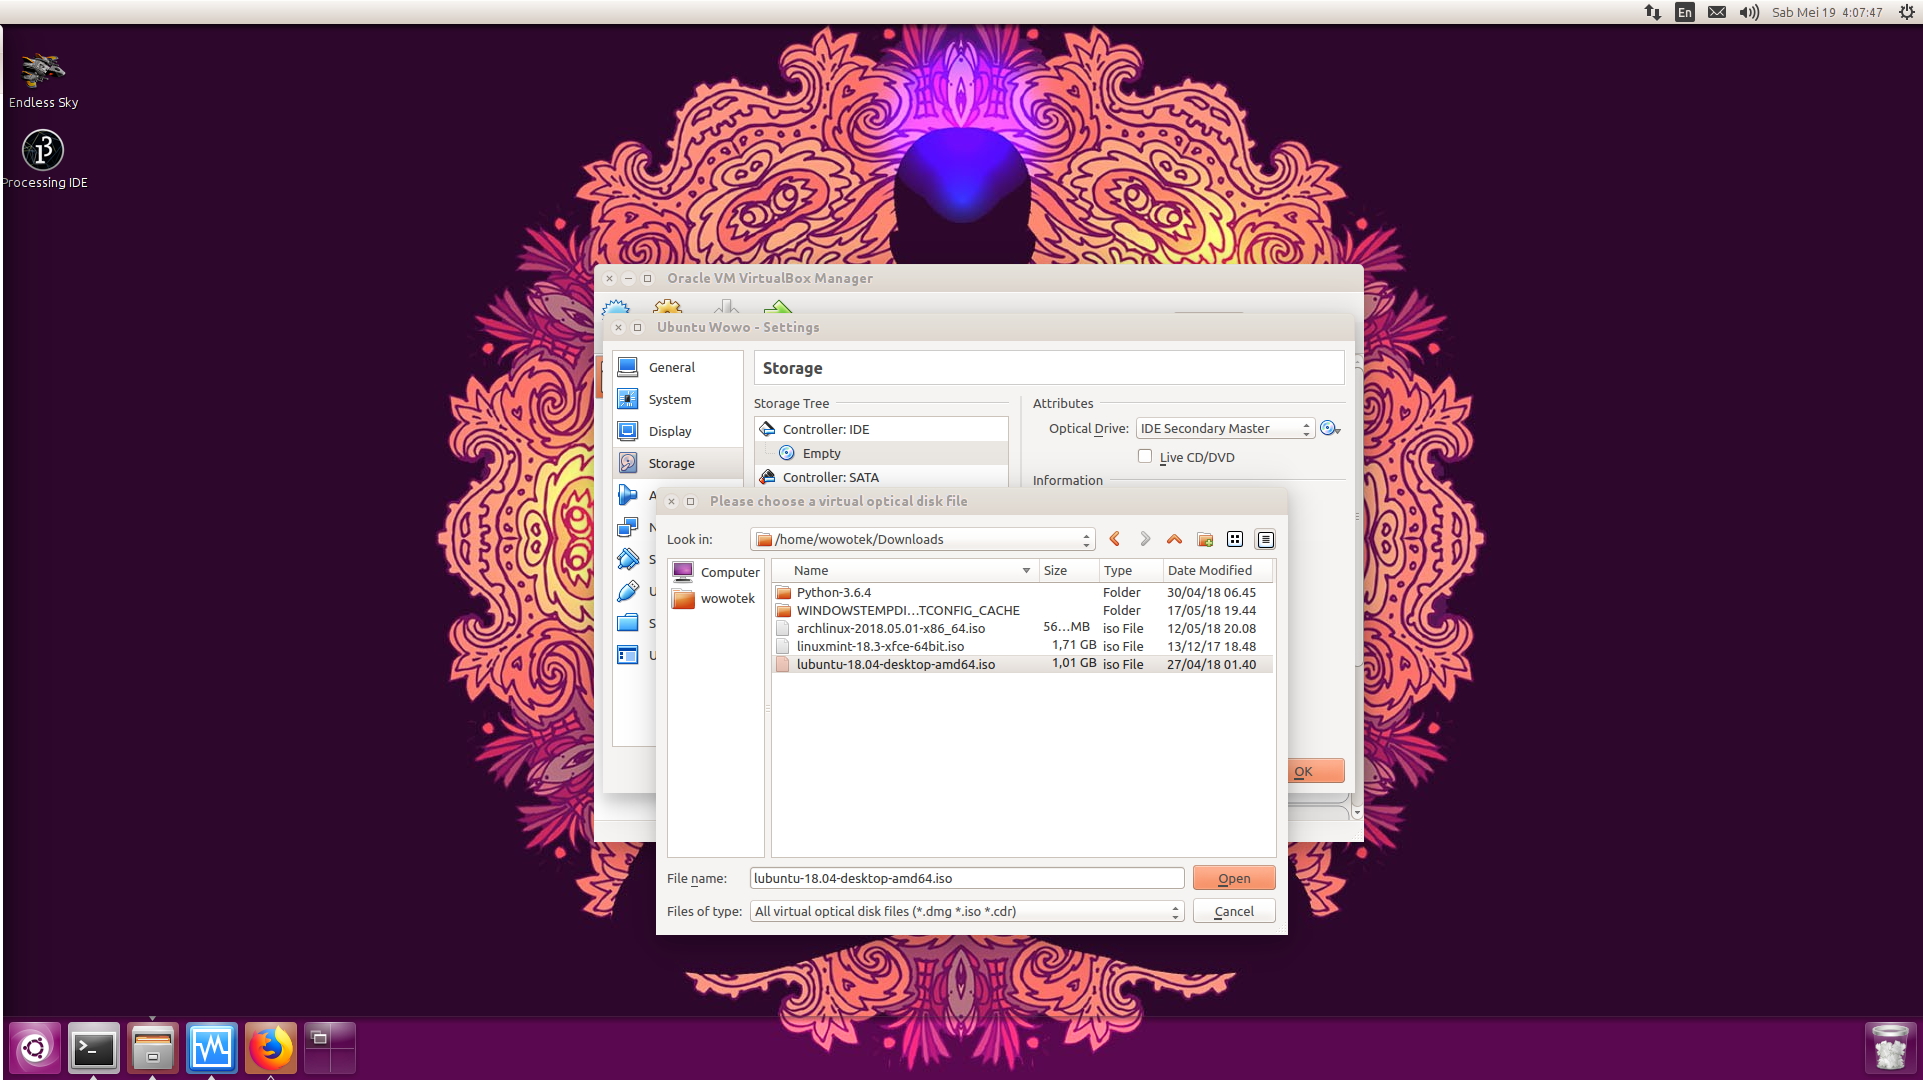 En
Sab Mei 19 4:07:47
Endless Sky
Processing IDE
Oracle VM VirtualBox Manager
Ubuntu Wowo - Settings
General
System
Display
Storage
A
N
S
U
S
U
Storage
Storage Tree
Controller: IDE
Empty
Controller: SATA
Attributes
Optical Drive: IDE Secondary Master
Live CD/DVD
Information
OK
Please choose a virtual optical disk file
Look in: /home/wowotek/Downloads
Computer
wowotek
Name Size Type Date Modified
Python-3.6.4 Folder 30/04/18 06.45
WINDOWSTEMPDI...TCONFIG_CACHE Folder 17/05/18 19.44
archlinux-2018.05.01-x86_64.iso 56...MB iso File 12/05/18 20.08
linuxmint-18.3-xfce-64bit.iso 1,71 GB iso File 13/12/17 18.48
lubuntu-18.04-desktop-amd64.iso 1,01 GB iso File 27/04/18 01.40
File name: lubuntu-18.04-desktop-amd64.iso Open
Files of type: All virtual optical disk files (*.dmg *.iso *.cdr) Cancel